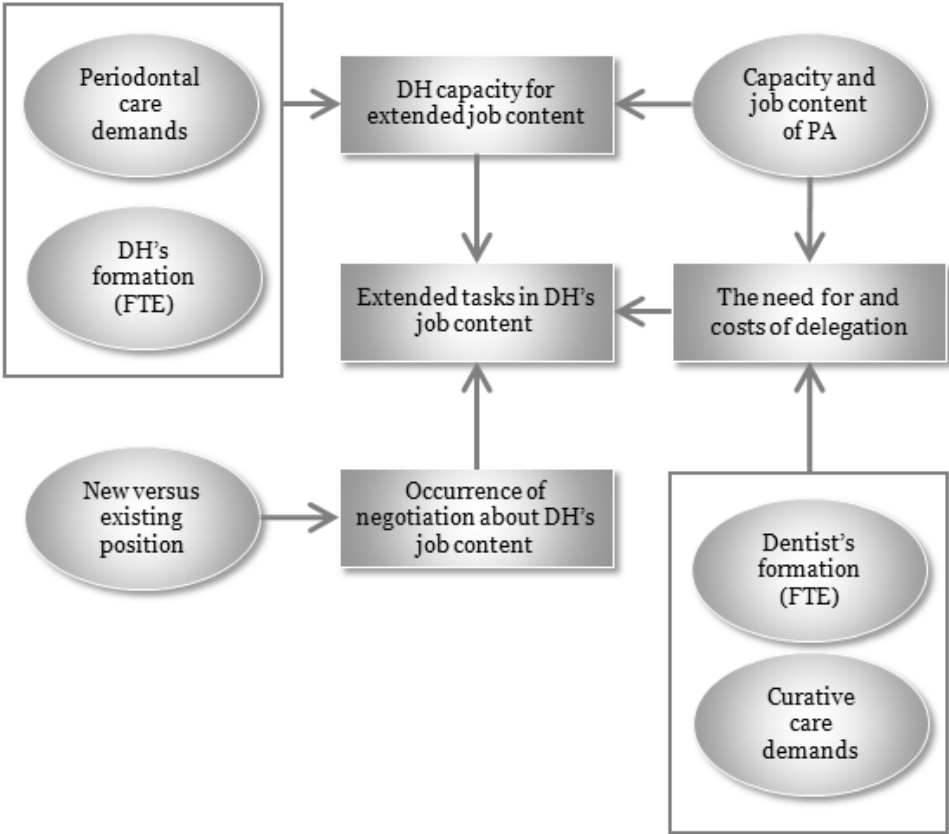 Periodontal
care
demands
DH capacity for
extended job content
Capacity and
job content
of PA
DH's
formation
(FTE)
Extended tasks in DH's
job content
The need for and
costs of delegation
New versus
existing
position
Occurrence of
negotiation about DH's
job content
Dentist's
formation
(FTE)
Curative
care
demands